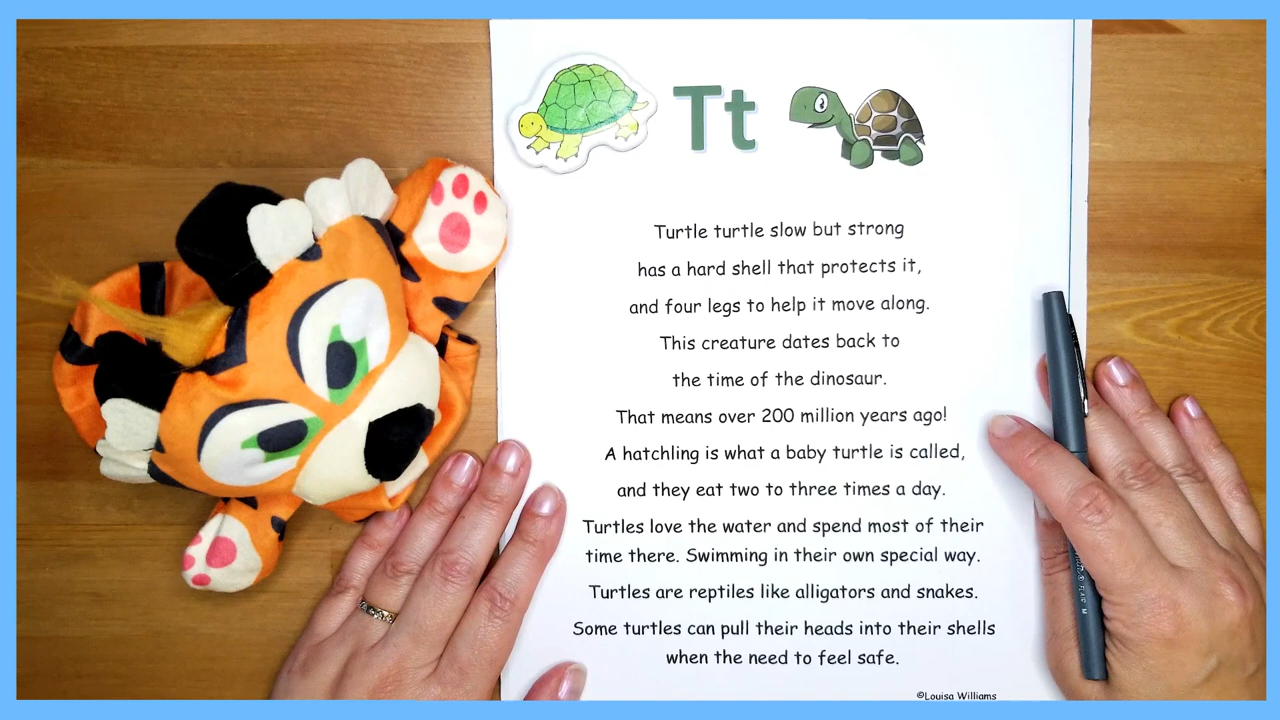 Tt
Turtle turtle slow but strong
has a hard shell that protects it,
and four legs to help it move along.
This creature dates back to
the time of the dinosaur.
That means over 200 million years ago!
A hatchling is what a baby turtle is called,
and they eat two to three times a day.
Turtles love the water and spend most of their
time there. Swimming in their own special way.
Turtles are reptiles like alligators and snakes.
Some turtles can pull their heads into their shells
when the need to feel safe.
©Louisa Williams